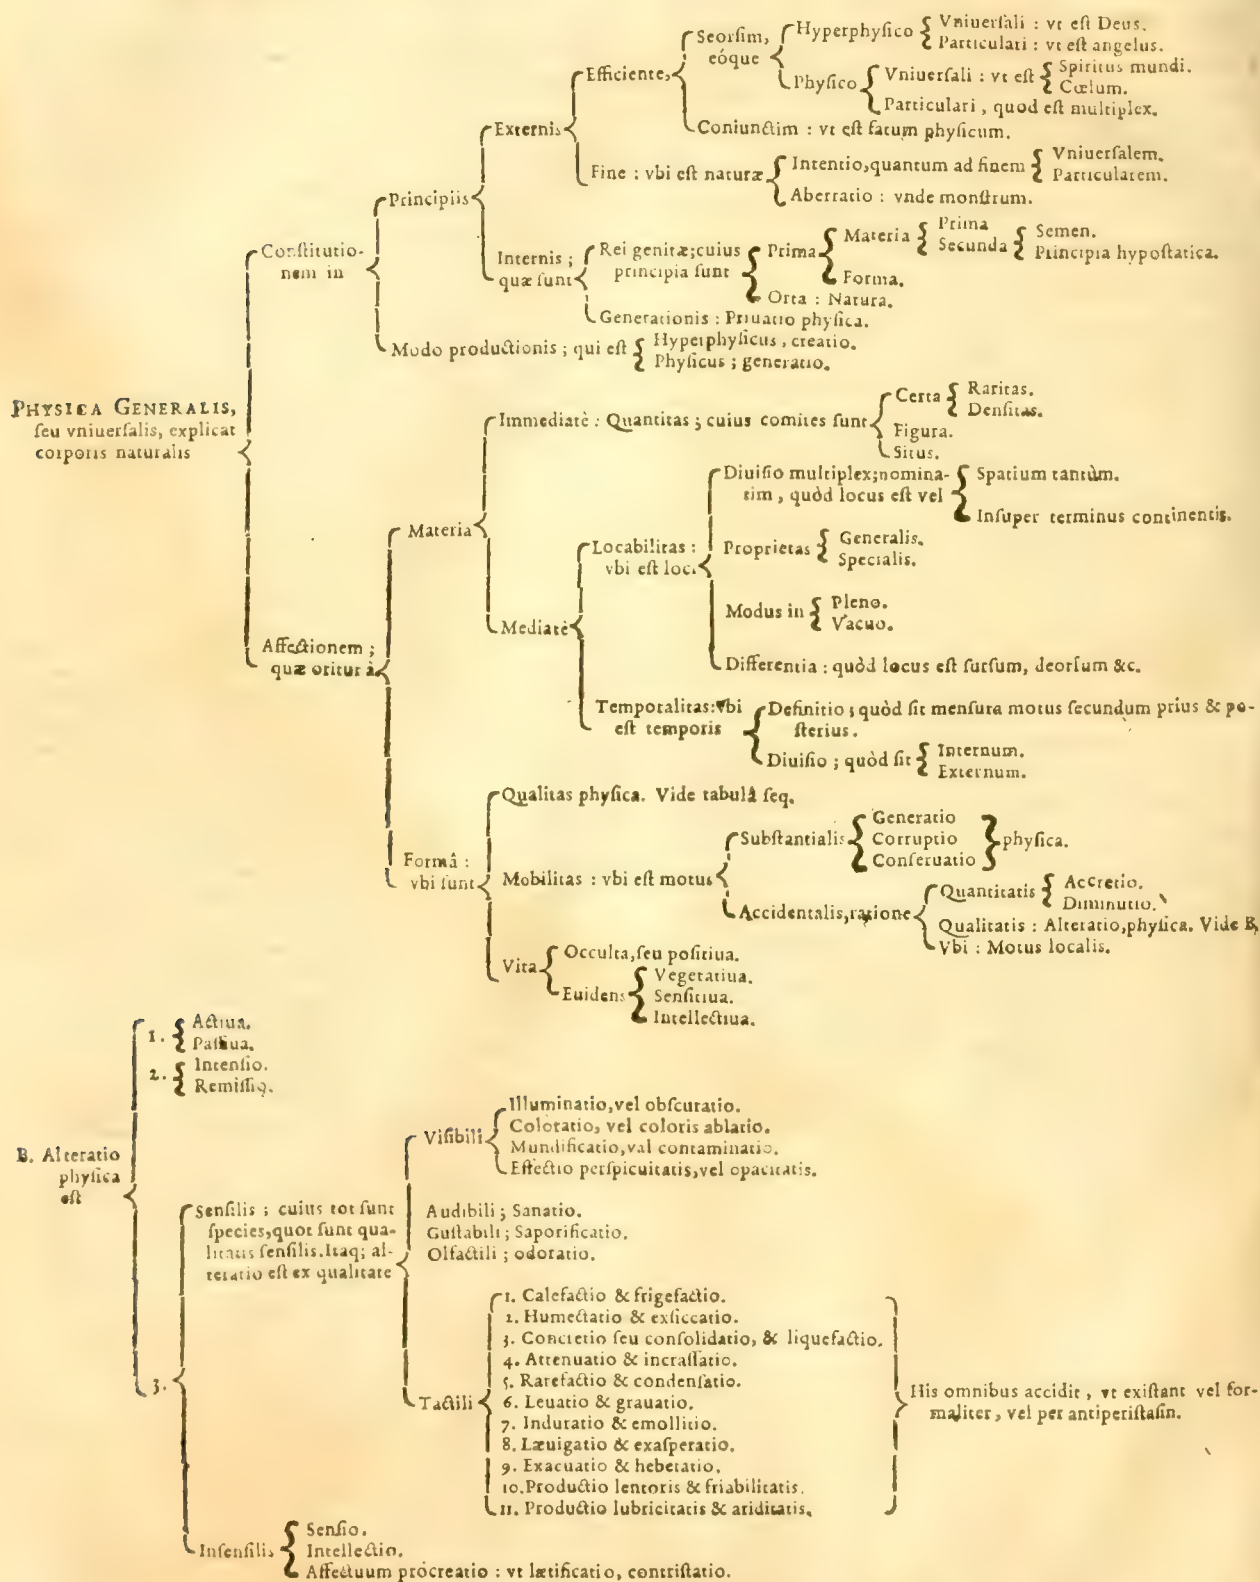 Seorſim, eóque
Hyperphyſico
Vniuerſali : vt eſt Deus.
Particulari : vt eſt angelus.
Phyſico
Vniuerſali : vt eſt
Spiritus mundi.
Cœlum.
Particulari, quod eſt multiplex.
Efficiente,
Coniunctim : vt eſt fatum phyſicum.
Externis
Fine : vbi eſt naturæ
Intentio, quantum ad finem
Vniuerſalem.
Particularem.
Aberratio : vnde monſtrum.
Principiis
Internis ;
quæ ſunt
Rei genitæ; cuius
principia ſunt
Prima
Materia
Prima
Secunda
Semen.
Principia hypoſtatica.
Forma.
Orta : Natura.
Generationis : Priuatio phyſica.
Conſtitutio-
nem in
Modo productionis ; qui eſt
Hyperphyſicus, creatio.
Phyſicus ; generatio.
PHYSICA GENERALIS,
ſeu vniuerſalis, explicat
corporis naturalis
Immediatè : Quantitas ; cuius comites ſunt
Certa
Raritas.
Denſitas.
Figura.
Situs.
Materia
Mediatè
Locabilitas :
vbi eſt loci
Diuiſio multiplex; nomina-
tim, quòd locus eſt vel
Spatium tantùm.
Inſuper terminus continentis.
Proprietas
Generalis.
Specialis.
Modus in
Pleno.
Vacuo.
Differentia : quòd locus eſt ſurſum, deorſum &c.
Affectionem ;
quæ oritur à
Temporalitas: vbi
eſt temporis
Definitio ; quòd ſit menſura motus ſecundum prius & po-
ſterius.
Diuiſio ; quòd ſit
Internum.
Externum.
Formâ :
vbi ſunt
Qualitas phyſica. Vide tabulâ ſeq.
Mobilitas : vbi eſt motus
Subſtantialis
Generatio
Corruptio
Conſeruatio
phyſica.
Accidentalis, ratione
Quantitatis
Accretio.
Diminutio.
Qualitatis : Alteratio, phyſica. Vide B,
Vbi : Motus localis.
Vita
Occulta, ſeu poſitiua.
Euidens
Vegetatiua.
Senſitiua.
Intellectiua.
B. Alteratio
phyſica
eſt
1.
Actiua.
Paſſiua.
2.
Intenſio.
Remiſſio.
3.
Senſilis ; cuius tot ſunt
ſpecies, quot ſunt qua-
litatis ſenſilis. Itaq; al-
teratio eſt ex qualitate
Viſibili
Illuminatio, vel obſcuratio.
Coloratio, vel coloris ablatio.
Mundificatio, val contaminatio.
Effectio perſpicuitatis, vel opacitatis.
Audibili ; Sanatio.
Guſtabili ; Saporificatio.
Olfactili ; odoratio.
Tactili
1. Calefactio & frigefactio.
2. Humectatio & exſiccatio.
3. Concretio ſeu conſolidatio, & liquefactio.
4. Attenuatio & incraſſatio.
5. Rarefactio & condenſatio.
6. Leuatio & grauatio.
7. Induratio & emollitio.
8. Læuigatio & exaſperatio.
9. Exacuatio & hebetatio,
10. Productio lentoris & friabilitatis.
11. Productio lubricitatis & ariditatis.
His omnibus accidit, vt exiſtant vel for-
maliter, vel per antiperiſtaſin.
Inſenſilis
Senſio.
Intellectio.
Affectuum procreatio : vt lætificatio, contriſtatio.